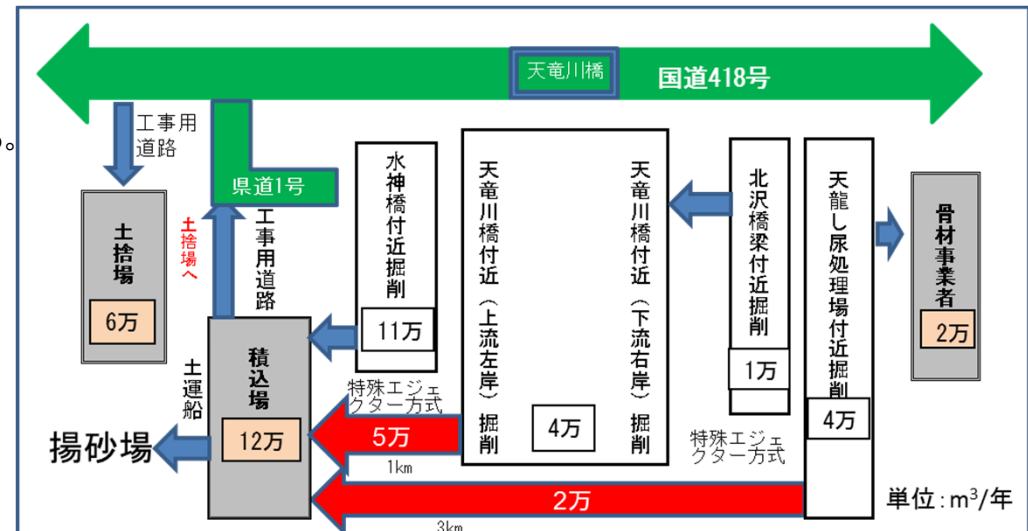 天竜川橋
国道418号
工事用
道路
る。
県道1号
土捨場
6万
土捨場へ
工事用道路
水神橋付近掘削
11万
天竜川橋付近（上流左岸）掘削
天竜川橋付近（下流右岸）掘削
4万
北沢橋梁付近掘削
1万
天龍し尿処理場付近掘削
4万
骨材事業者
2万
積込場
12万
土運船
揚砂場
特殊エジェ
クター方式
5万
1km
特殊エジェ
クター方式
2万
3km
単位:m³/年